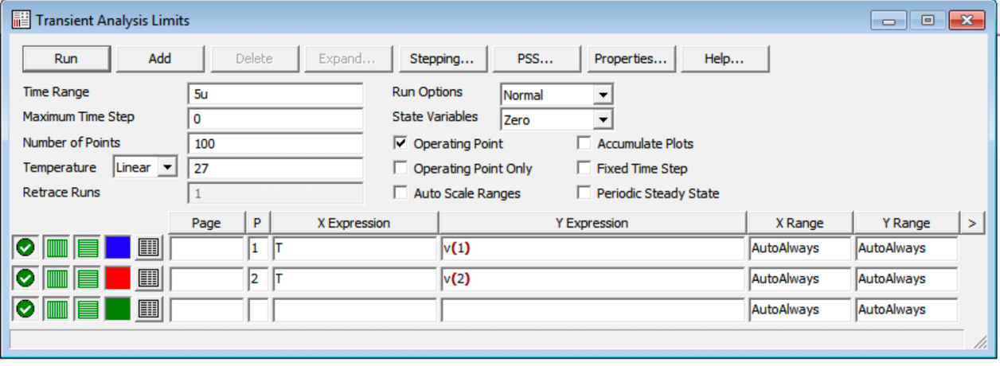 Transient Analysis Limits
Run Add Delete Expand... Stepping... PSS... Properties... Help...
Time Range 5u Run Options Normal
Maximum Time Step 0 State Variables Zero
Number of Points 100 Operating Point Accumulate Plots
Temperature Linear 27 Operating Point Only Fixed Time Step
Retrace Runs 1 Auto Scale Ranges Periodic Steady State
Page P X Expression Y Expression X Range Y Range >
1 T v(1) AutoAlways AutoAlways
2 T v(2) AutoAlways AutoAlways
AutoAlways AutoAlways